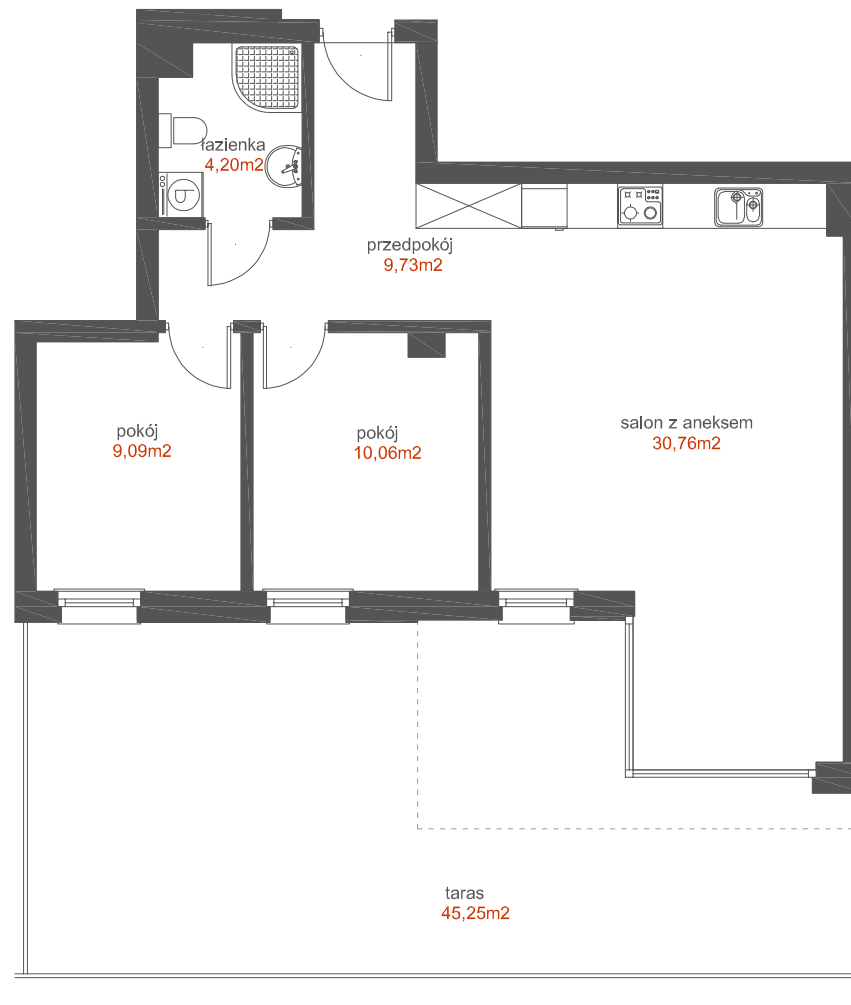 łazienka
4,20m2
przedpokój
9,73m2
pokój
9,09m2
pokój
10,06m2
salon z aneksem
30,76m2
taras
45,25m2